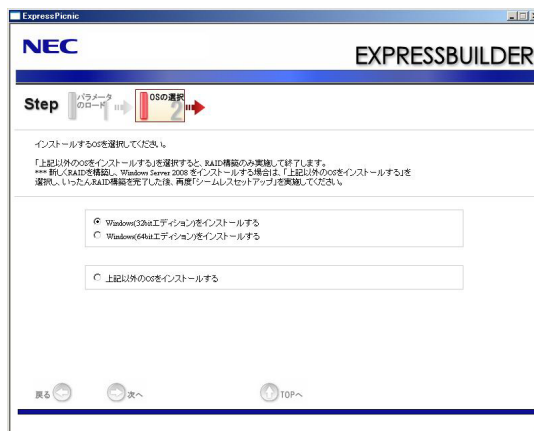 ExpressPicnic
NEC
EXPRESSBUILDER
Step
パラメータ
のロード
1
OSの選択
2
インストールするOSを選択してください。
「上記以外のOSをインストールする」を選択すると、RAID構築のみ実施して終了します。
*** 新しくRAIDを構築し、Windows Server 2008 をインストールする場合は、「上記以外のOSをインストールする」を
選択し、いったんRAID構築を完了した後、再度「シームレスセットアップ」を実施してください。
Windows(32bitエディション)をインストールする
Windows(64bitエディション)をインストールする
上記以外のOSをインストールする
戻る
次へ
TOPへ